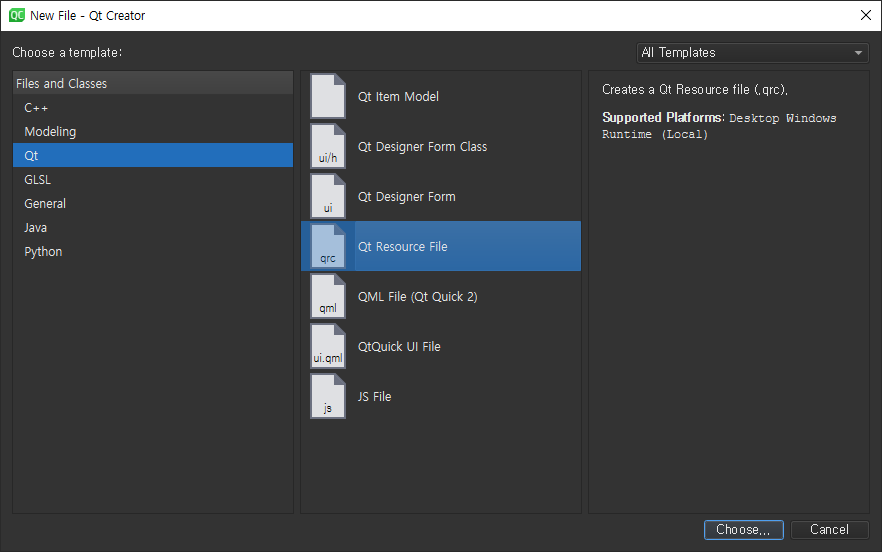 QC New File - Qt Creator
Choose a template:
All Templates
Files and Classes
C++
Modeling
Qt
GLSL
General
Java
Python
Qt Item Model
ui/h Qt Designer Form Class
ui Qt Designer Form
qrc Qt Resource File
qml QML File (Qt Quick 2)
ui.qml QtQuick UI File
js JS File
Creates a Qt Resource file (.qrc).
Supported Platforms: Desktop Windows
Runtime (Local)
Choose...
Cancel